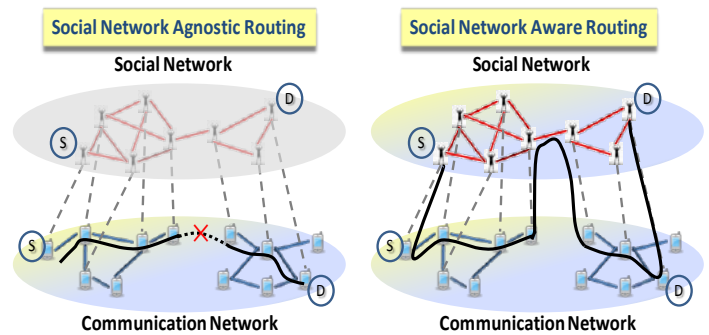 Social Network Agnostic Routing
Social Network
D
S
S
D
Communication Network
Social Network Aware Routing
Social Network
D
S
S
D
Communication Network